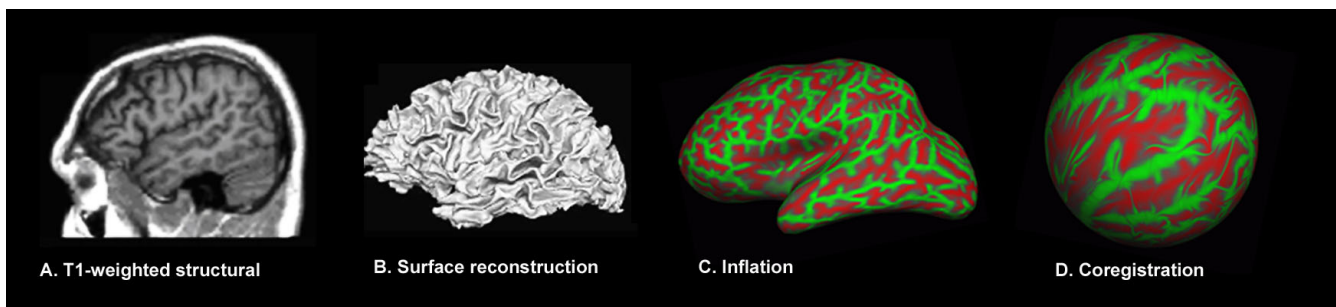 A. T1-weighted structural
B. Surface reconstruction
C. Inflation
D. Coregistration